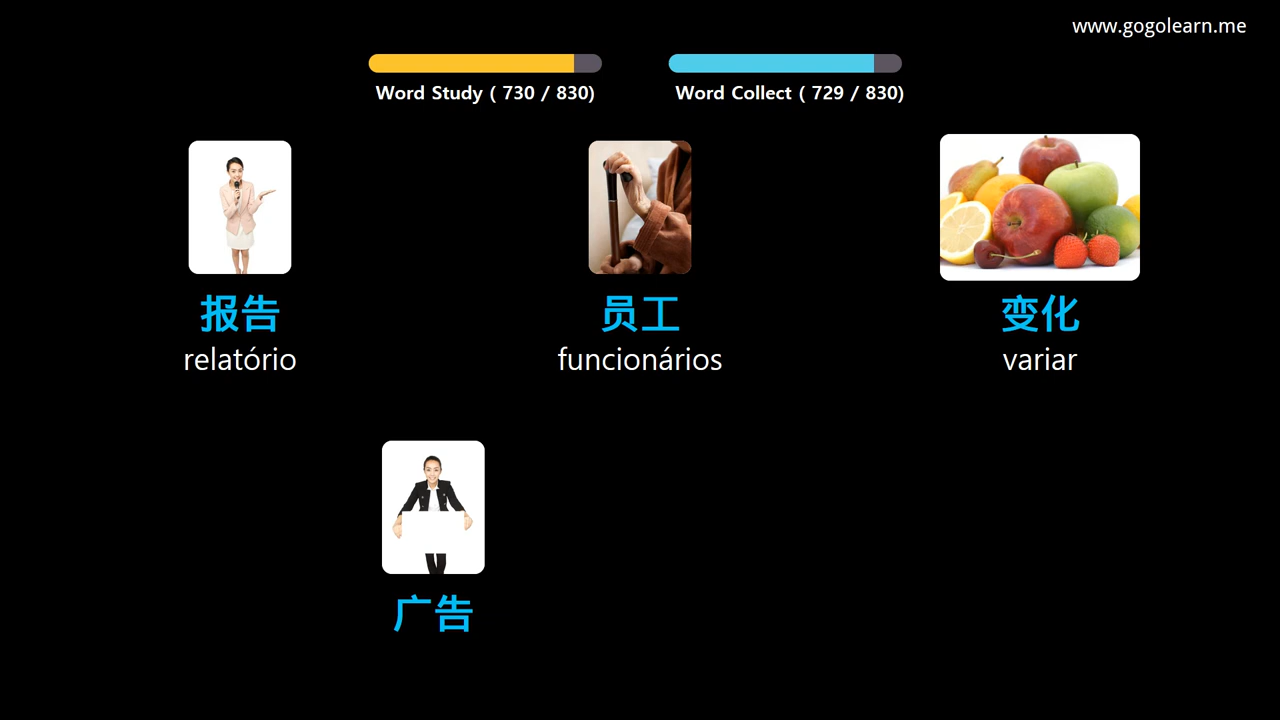 www.gogolearn.me
Word Study ( 730 / 830)
Word Collect ( 729 / 830)
报告
relatório
员工
funcionários
变化
variar
广告